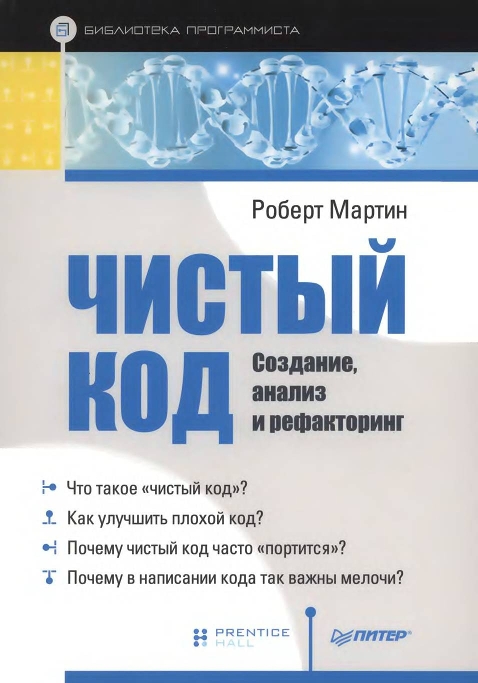 БИБЛИОТЕКА ПРОГРАММИСТА
Роберт Мартин
ЧИСТЫЙ
КОД
Создание,
анализ
и рефакторинг
Что такое «чистый код»?
Как улучшить плохой код?
Почему чистый код часто «портится»?
Почему в написании кода так важны мелочи?
PRENTICE
HALL
ПИТЕР®